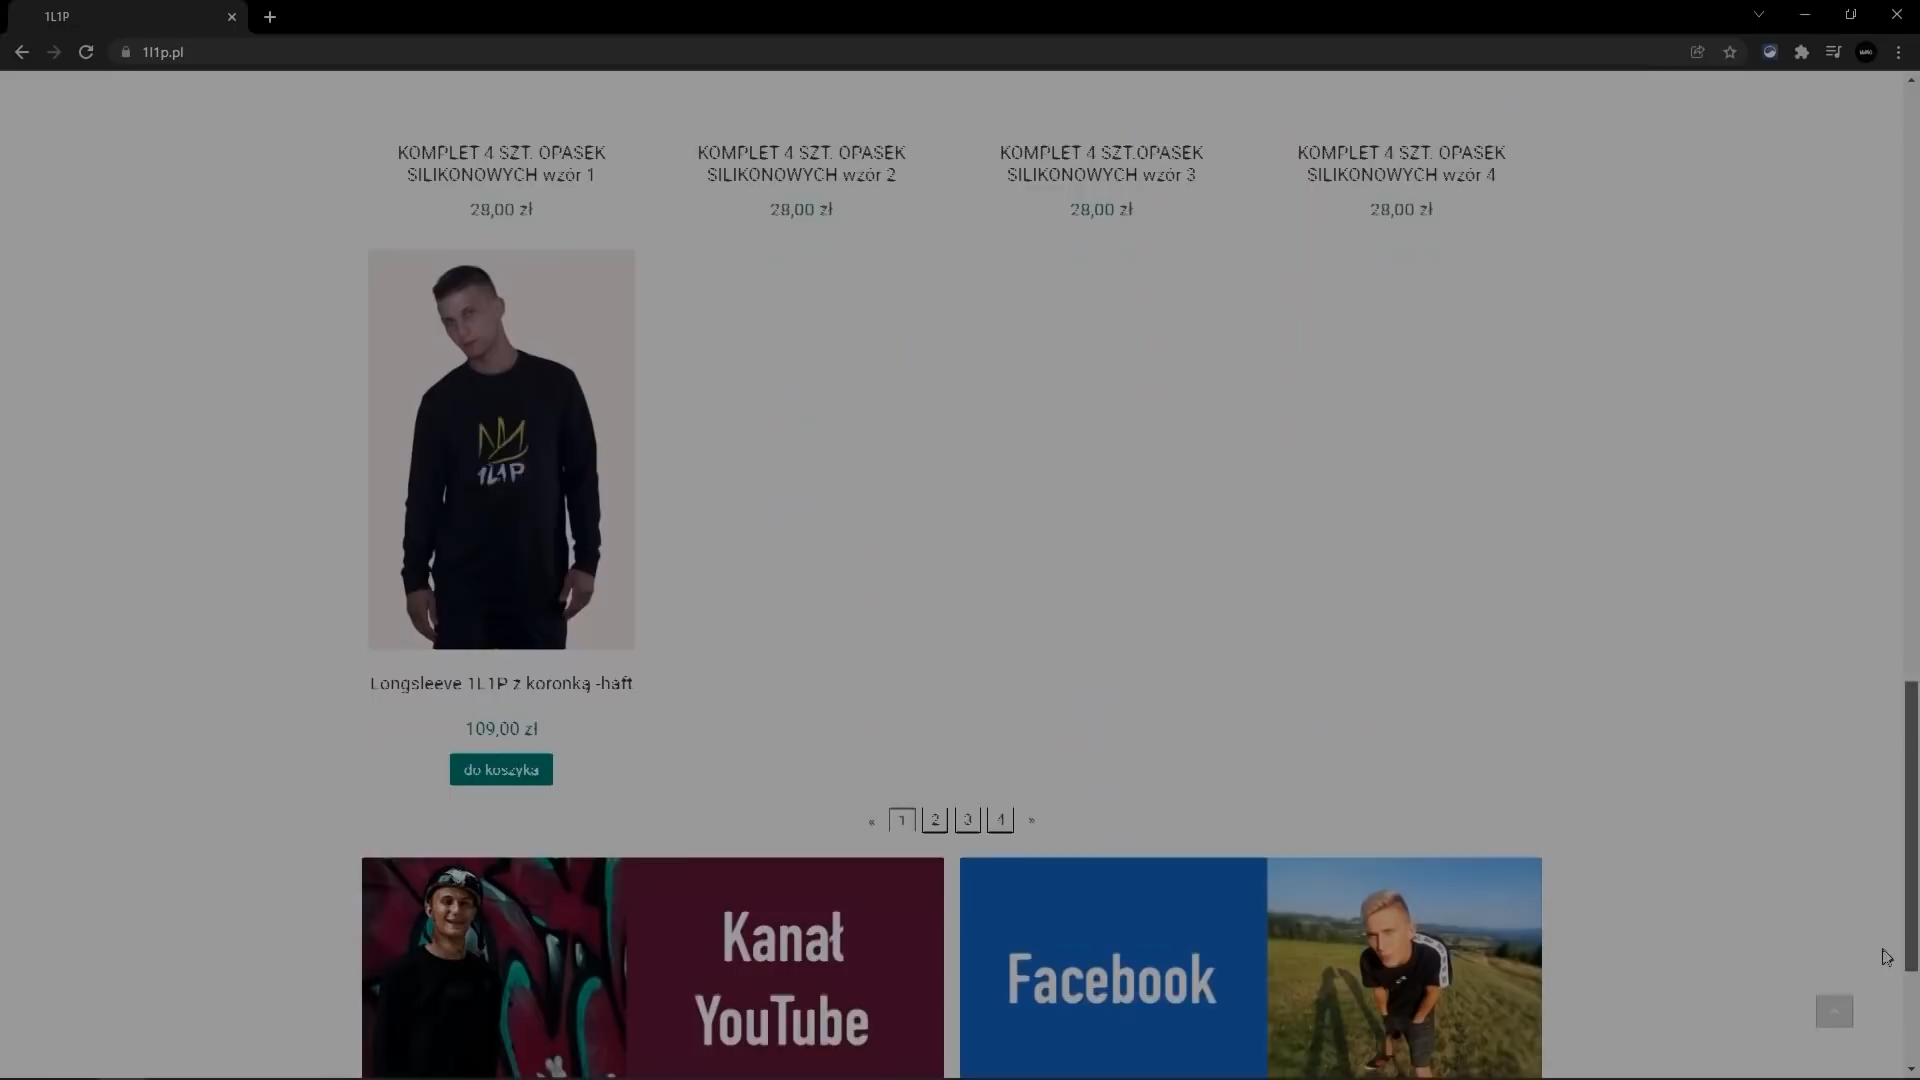 1L1P
1l1p.pl
KOMPLET 4 SZT. OPASEK
SILIKONOWYCH wzór 1
28,00 zł
KOMPLET 4 SZT. OPASEK
SILIKONOWYCH wzór 2
28,00 zł
KOMPLET 4 SZT.OPASEK
SILIKONOWYCH wzór 3
28,00 zł
KOMPLET 4 SZT. OPASEK
SILIKONOWYCH wzór 4
28,00 zł
1L1P
Longsleeve 1L1P z koronką -haft
109,00 zł
do koszyka
« 1 2 3 4 »
Kanał
YouTube
Facebook